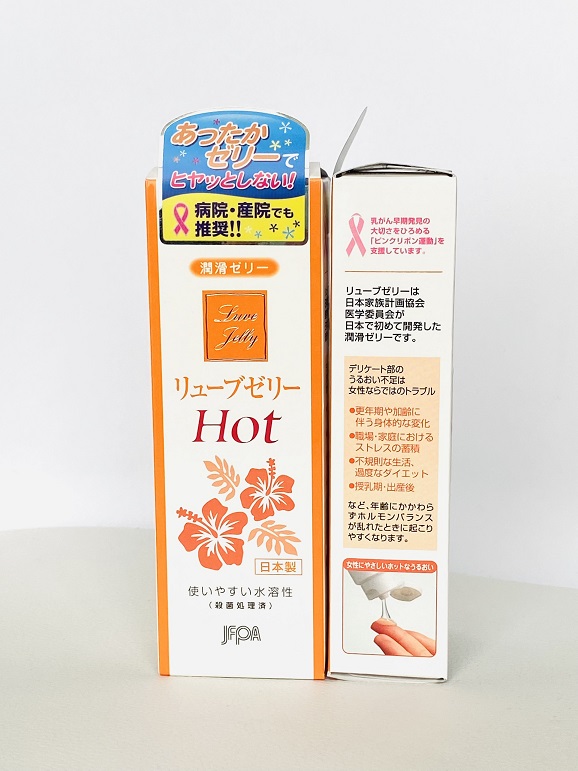 あったか
ゼリーで
ヒヤッとしない!
病院・産院でも
推奨!!
潤滑ゼリー
Luve
Jelly
リューブゼリー
Hot
日本製
使いやすい水溶性
(殺菌処理済)
JFPA
乳がん早期発見の
大切さをひろめる
「ピンクリボン運動」を
支援しています。
リューブゼリーは
日本家族計画協会
医学委員会が
日本で初めて開発した
潤滑ゼリーです。
デリケート部の
うるおい不足は
女性ならではのトラブル
●更年期や加齢に
伴う身体的な変化
●職場・家庭における
ストレスの蓄積
●不規則な生活、
過度なダイエット
●授乳期・出産後
など、年齢にかかわら
ずホルモンバランス
が乱れたときに起こり
やすくなります。
女性にやさしいホットなうるおい